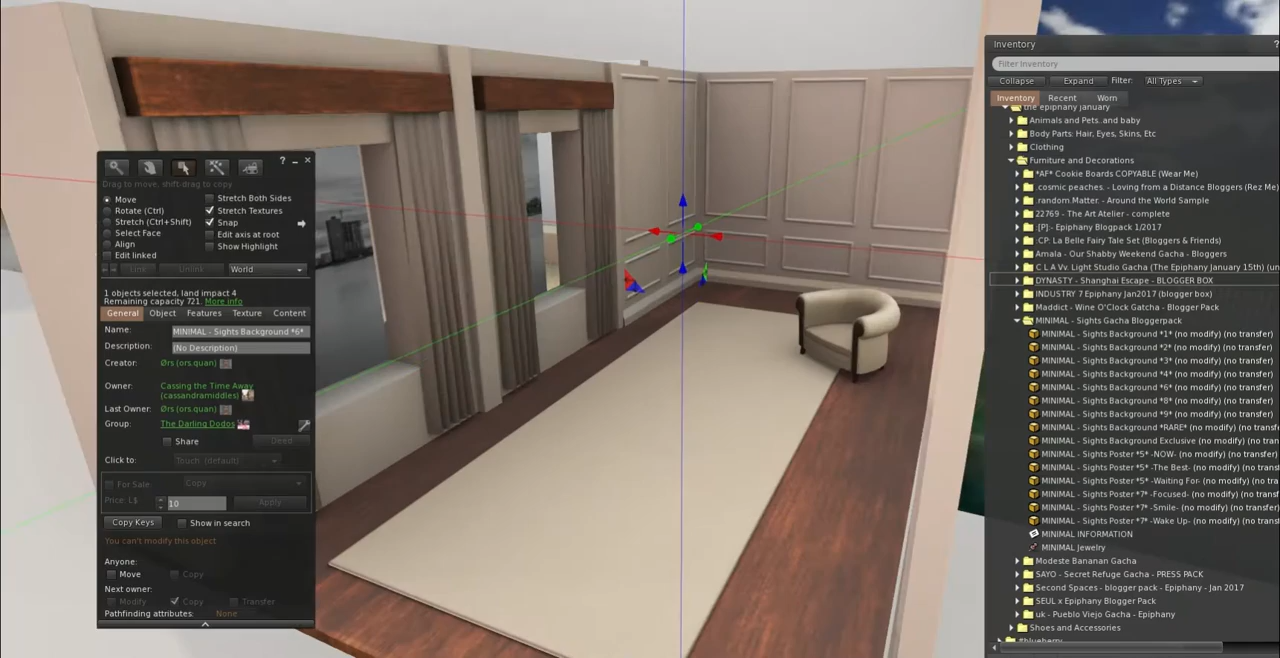 Drag to move, shift-drag to copy
Move
Rotate (Ctrl)
Stretch (Ctrl+Shift)
Select Face
Align
Edit linked
Stretch Both Sides
Stretch Textures
Snap
Edit axis at root
Show Highlight
Link
Unlink
World
1 objects selected, land impact 4
Remaining capacity 721. More info
General
Object
Features
Texture
Content
Name: MINIMAL - Sights Background *6*
Description: (No Description)
Creator: Ørs (ors.quan)
Owner: Cassing the Time Away
(cassandramiddles)
Last Owner: Ørs (ors.quan)
Group: The Darling Dodos
Share
Deed
Click to: Touch (default)
For Sale: Copy
Price: L$ 10 Apply
Copy Keys
Show in search
You can't modify this object
Anyone:
Move Copy
Next owner:
Modify Copy Transfer
Pathfinding attributes: None
Inventory ?
Filter Inventory
Collapse Expand Filter: All Types
Inventory Recent Worn
the epiphany january
Animals and Pets..and baby
Body Parts: Hair, Eyes, Skins, Etc
Clothing
Furniture and Decorations
*AF* Cookie Boards COPYABLE (Wear Me)
.cosmic peaches. - Loving from a Distance Bloggers (Rez Me)
.random.Matter. - Around the World Sample
22769 - The Art Atelier - complete
:[P]:- Epiphany Blogpack 1/2017
:CP: La Belle Fairy Tale Set (Bloggers & Friends)
Amala - Our Shabby Weekend Gacha - Bloggers
C L A Vv. Light Studio Gacha (The Epiphany January 15th) (un
DYNASTY - Shanghai Escape - BLOGGER BOX
INDUSTRY 7 Epiphany Jan2017 (blogger box)
Maddict - Wine O'Clock Gatcha - Blogger Pack
MINIMAL - Sights Gacha Bloggerpack
MINIMAL - Sights Background *1* (no modify) (no transfer)
MINIMAL - Sights Background *2* (no modify) (no transfer)
MINIMAL - Sights Background *3* (no modify) (no transfer)
MINIMAL - Sights Background *4* (no modify) (no transfer)
MINIMAL - Sights Background *6* (no modify) (no transfer)
MINIMAL - Sights Background *8* (no modify) (no transfer)
MINIMAL - Sights Background *9* (no modify) (no transfer)
MINIMAL - Sights Background *RARE* (no modify) (no transf
MINIMAL - Sights Background Exclusive (no modify) (no trans
MINIMAL - Sights Poster *5* -NOW- (no modify) (no transfer)
MINIMAL - Sights Poster *5* -The Best- (no modify) (no trans
MINIMAL - Sights Poster *5* -Waiting For- (no modify) (no tra
MINIMAL - Sights Poster *7* -Focused- (no modify) (no transf
MINIMAL - Sights Poster *7* -Smile- (no modify) (no transfer)
MINIMAL - Sights Poster *7* -Wake Up- (no modify) (no trans
MINIMAL INFORMATION
MINIMAL Jewelry
Modeste Bananan Gacha
SAYO - Secret Refuge Gacha - PRESS PACK
Second Spaces - blogger pack - Epiphany - Jan 2017
SEUL x Epiphany Blogger Pack
uk - Pueblo Viejo Gacha - Epiphany
Shoes and Accessories
#blueberry